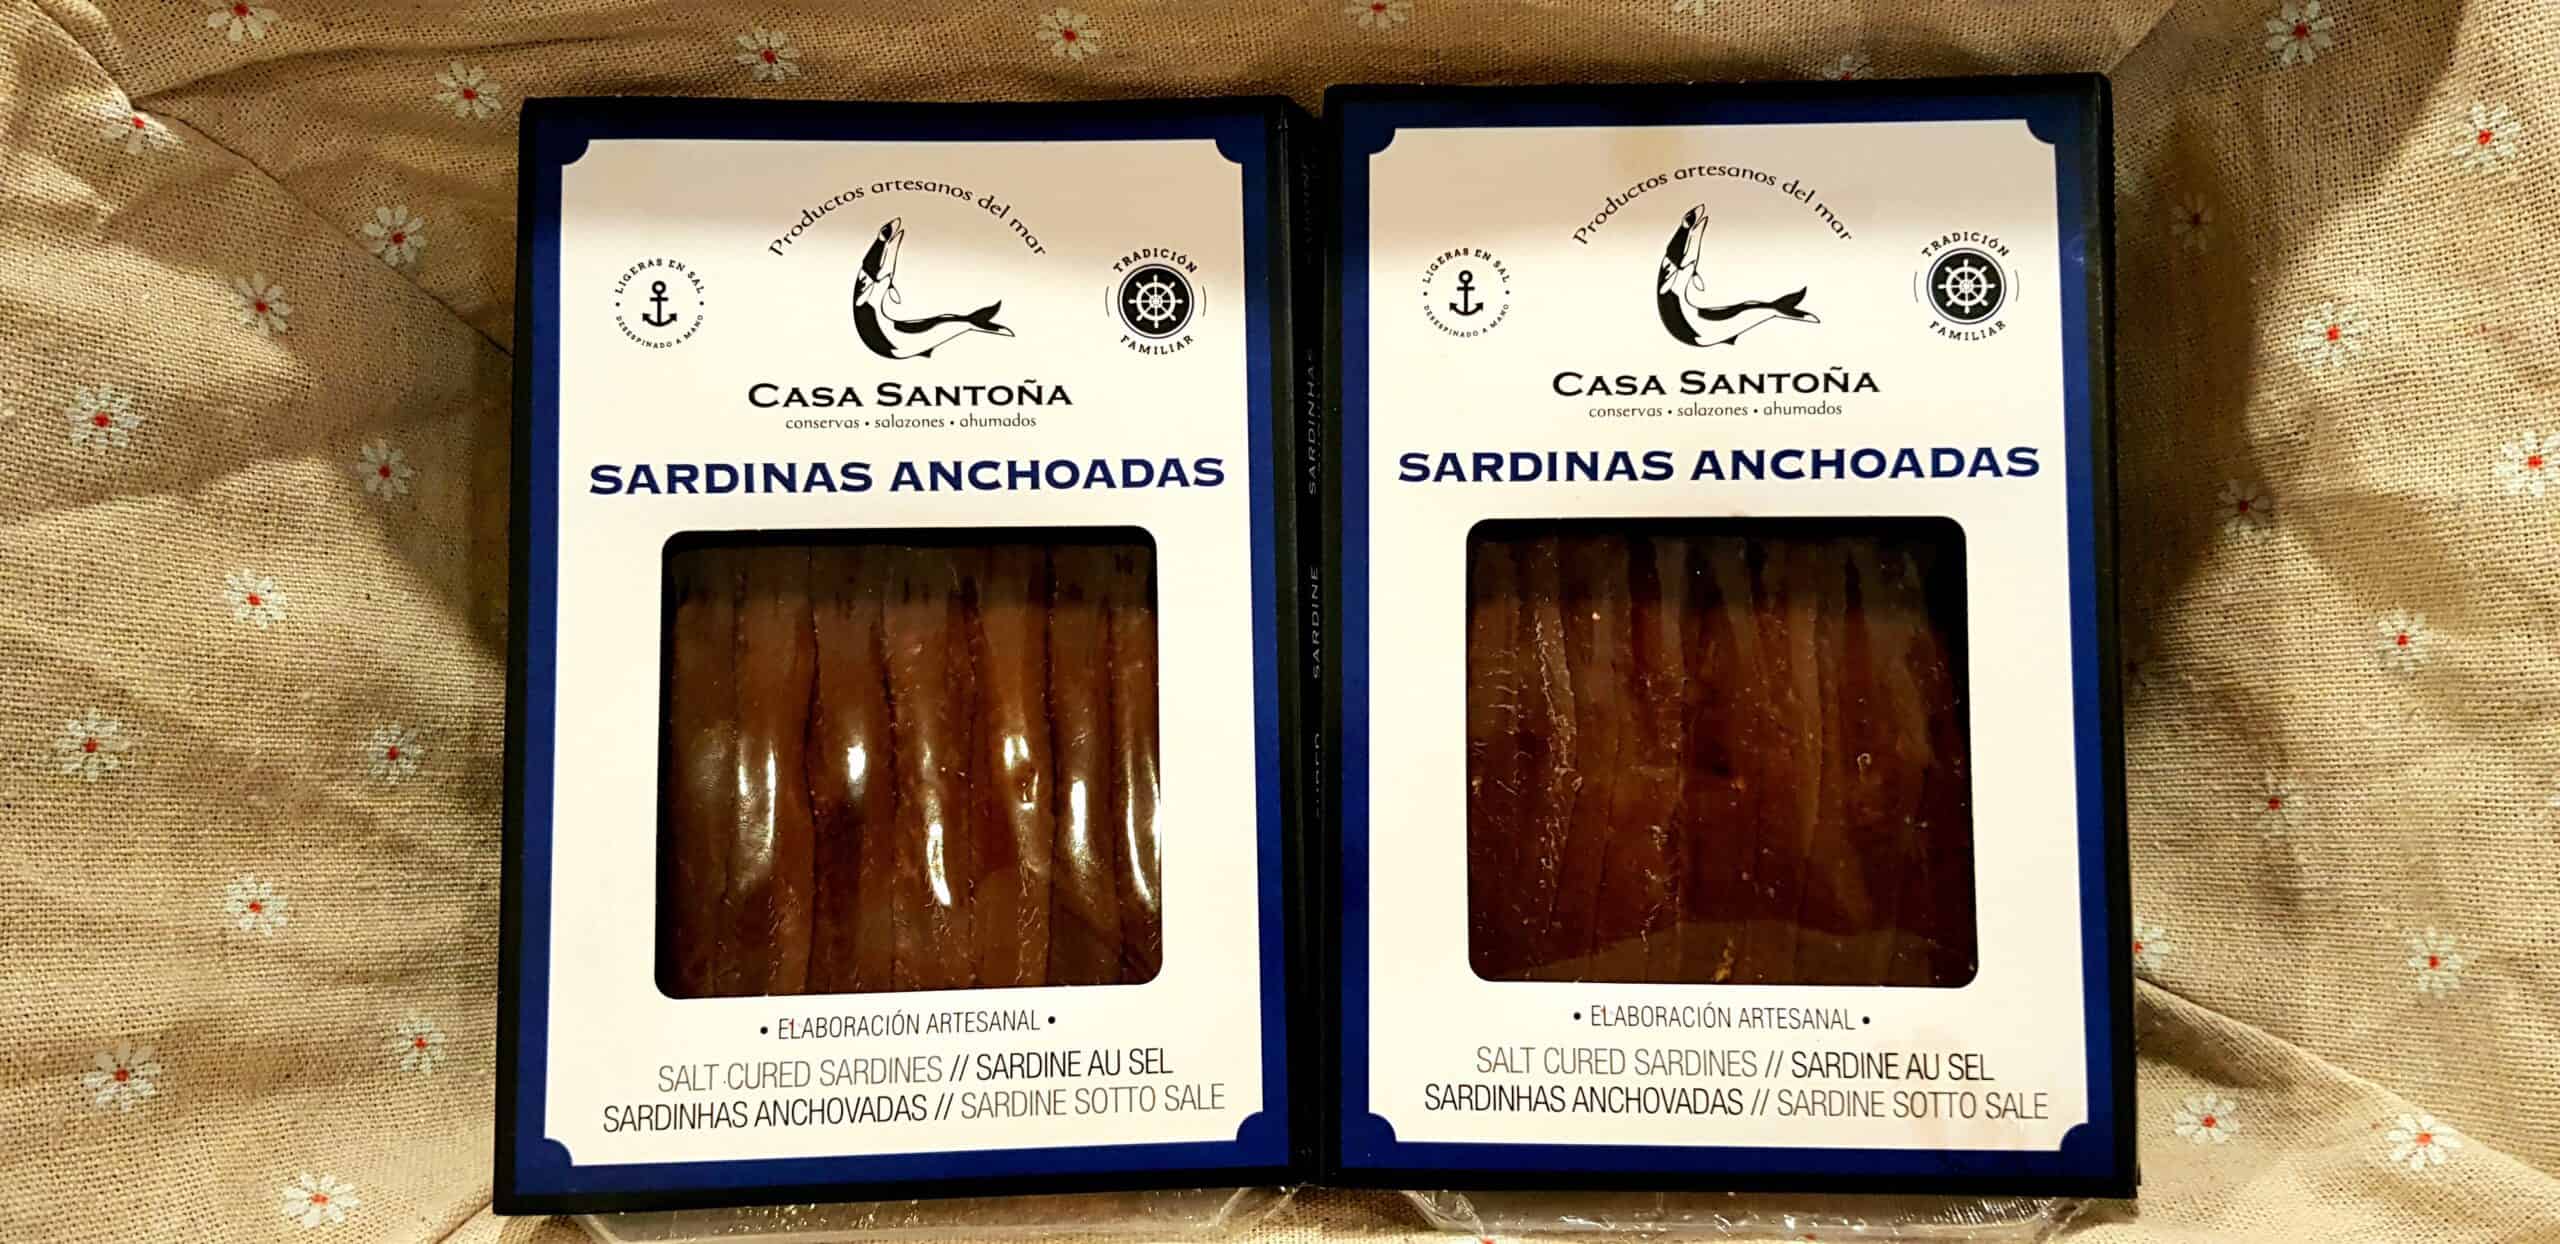 Productos artesanos del mar
LIGERAS EN SAL
DESESPINADO A MANO
TRADICIÓN
FAMILIAR
CASA SANTOÑA
conservas • salazones • ahumados
SARDINAS ANCHOADAS
• ELABORACIÓN ARTESANAL •
SALT CURED SARDINES // SARDINE AU SEL
SARDINHAS ANCHOVADAS // SARDINE SOTTO SALE
SARDINE SARDINHAS
Productos artesanos del mar
LIGERAS EN SAL
DESESPINADO A MANO
TRADICIÓN
FAMILIAR
CASA SANTOÑA
conservas • salazones • ahumados
SARDINAS ANCHOADAS
• ELABORACIÓN ARTESANAL •
SALT CURED SARDINES // SARDINE AU SEL
SARDINHAS ANCHOVADAS // SARDINE SOTTO SALE